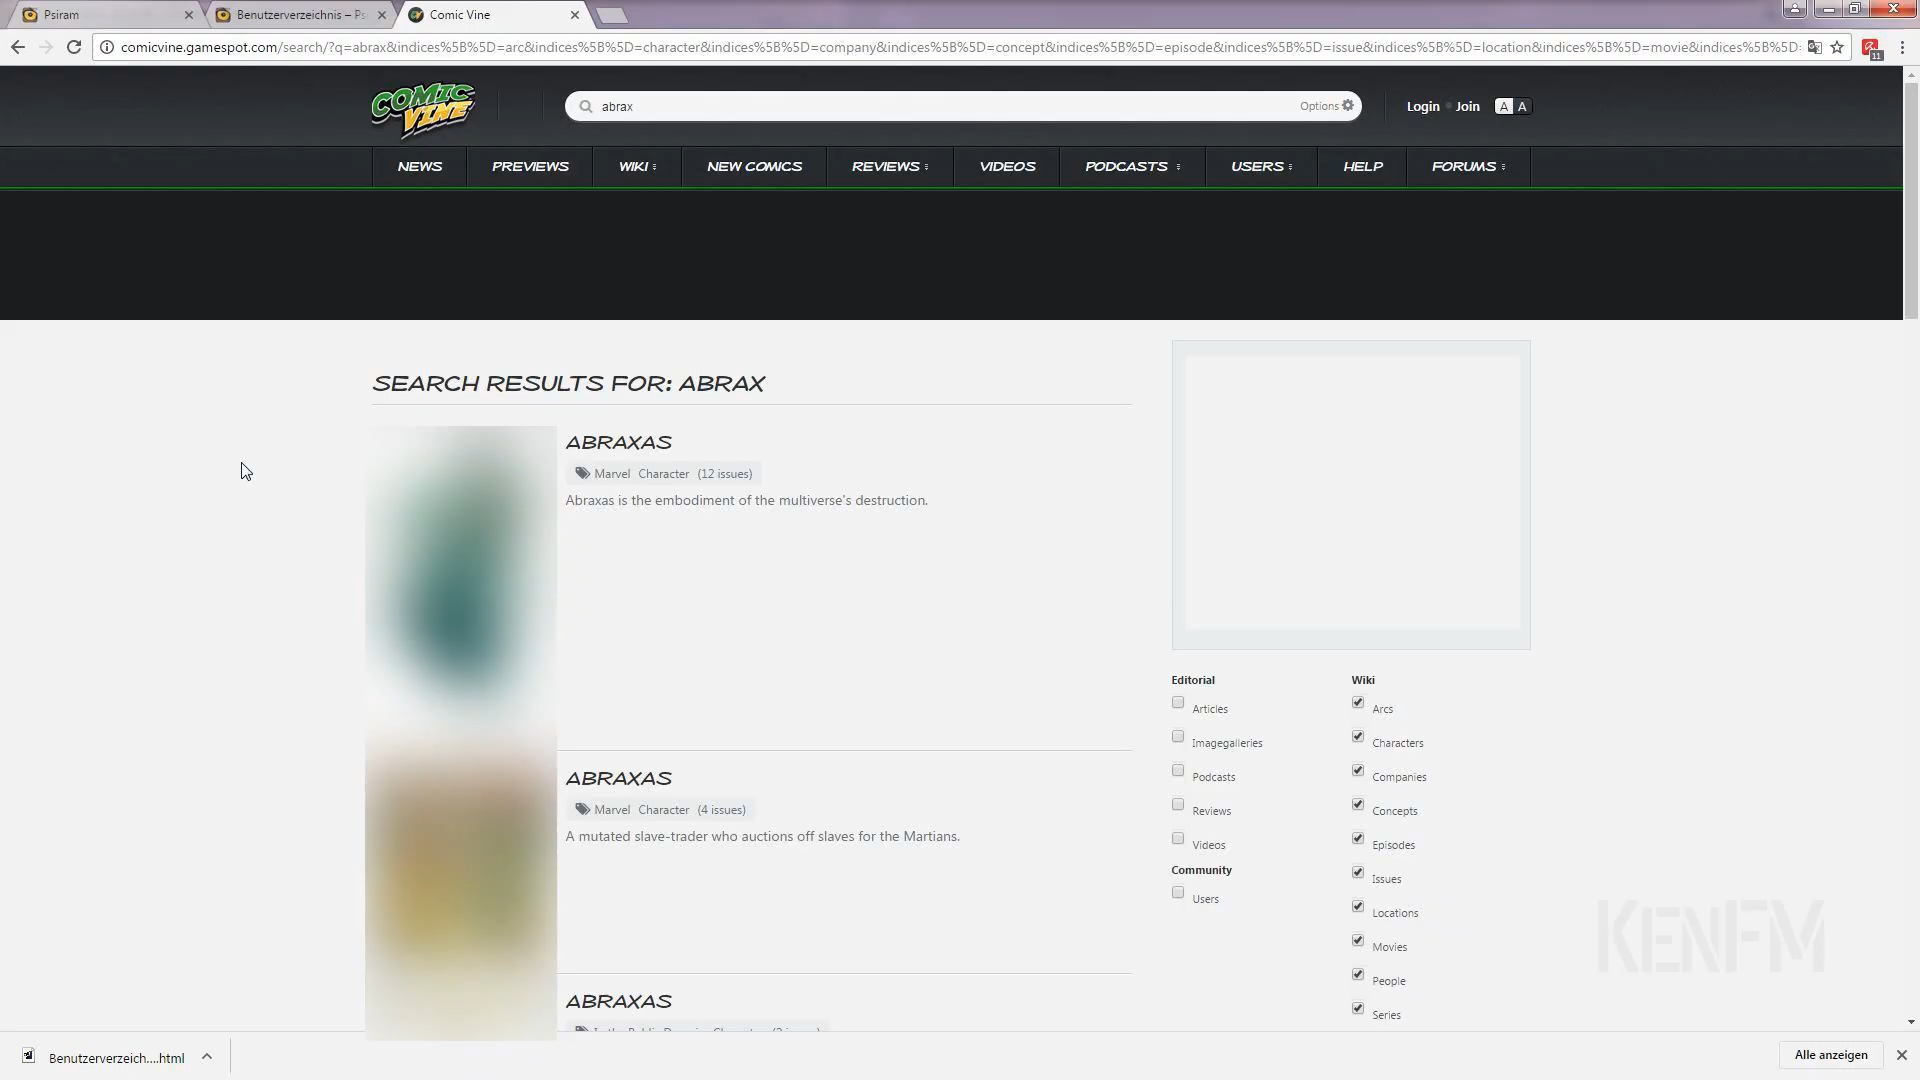 Psiram
Benutzerverzeichnis – Ps
Comic Vine
comicvine.gamespot.com/search/?q=abrax&indices%5B%5D=arc&indices%5B%5D=character&indices%5B%5D=company&indices%5B%5D=concept&indices%5B%5D=episode&indices%5B%5D=issue&indices%5B%5D=location&indices%5B%5D=movie&indices%5B%5D:
11
COMIC VINE
abrax
Options
Login
Join
A A
NEWS
PREVIEWS
WIKI
NEW COMICS
REVIEWS
VIDEOS
PODCASTS
USERS
HELP
FORUMS
SEARCH RESULTS FOR: ABRAX
ABRAXAS
Marvel Character (12 issues)
Abraxas is the embodiment of the multiverse's destruction.
ABRAXAS
Marvel Character (4 issues)
A mutated slave-trader who auctions off slaves for the Martians.
ABRAXAS
Editorial
Articles
Imagegalleries
Podcasts
Reviews
Videos
Community
Users
Wiki
Arcs
Characters
Companies
Concepts
Episodes
Issues
Locations
Movies
People
Series
KENFM
Benutzerverzeich....html
Alle anzeigen